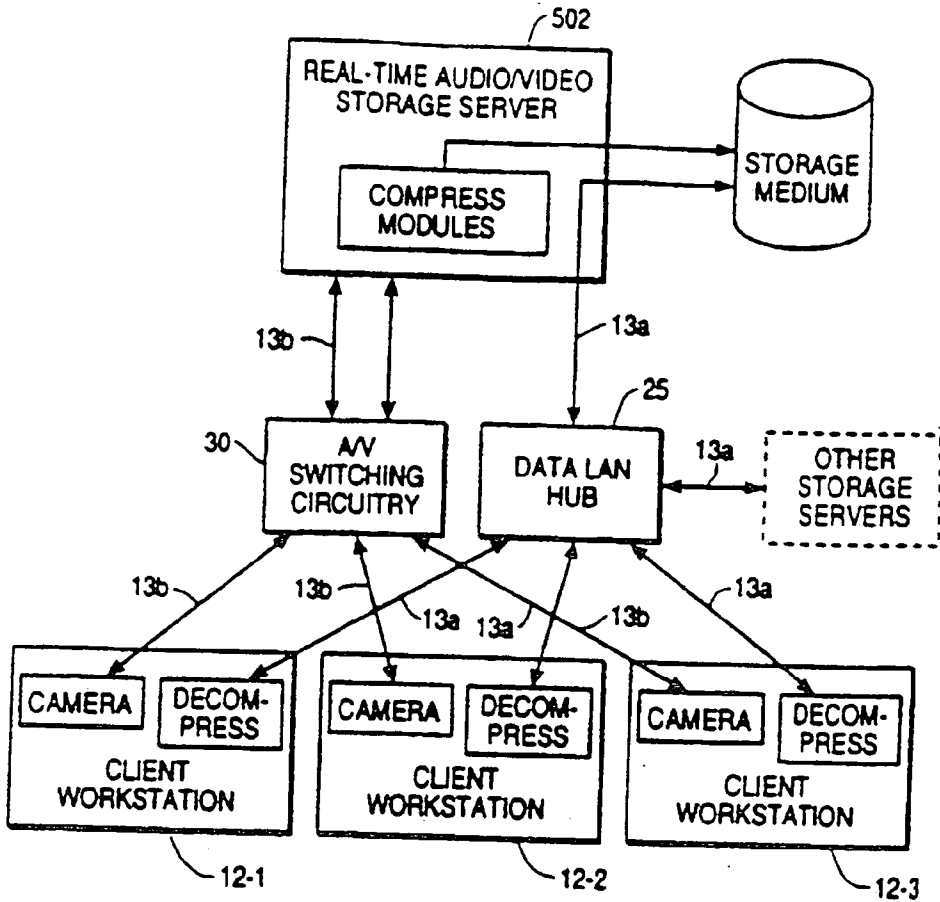 502
REAL-TIME AUDIO/VIDEO
STORAGE SERVER
COMPRESS
MODULES
STORAGE
MEDIUM
13b
13a
25
30
A/V
SWITCHING
CIRCUITRY
DATA LAN
HUB
13a
OTHER
STORAGE
SERVERS
13b
13b
13a
13a
13b
13a
CAMERA
DECOM-
PRESS
CLIENT
WORKSTATION
CAMERA
DECOM-
PRESS
CLIENT
WORKSTATION
CAMERA
DECOM-
PRESS
CLIENT
WORKSTATION
12-1
12-2
12-3